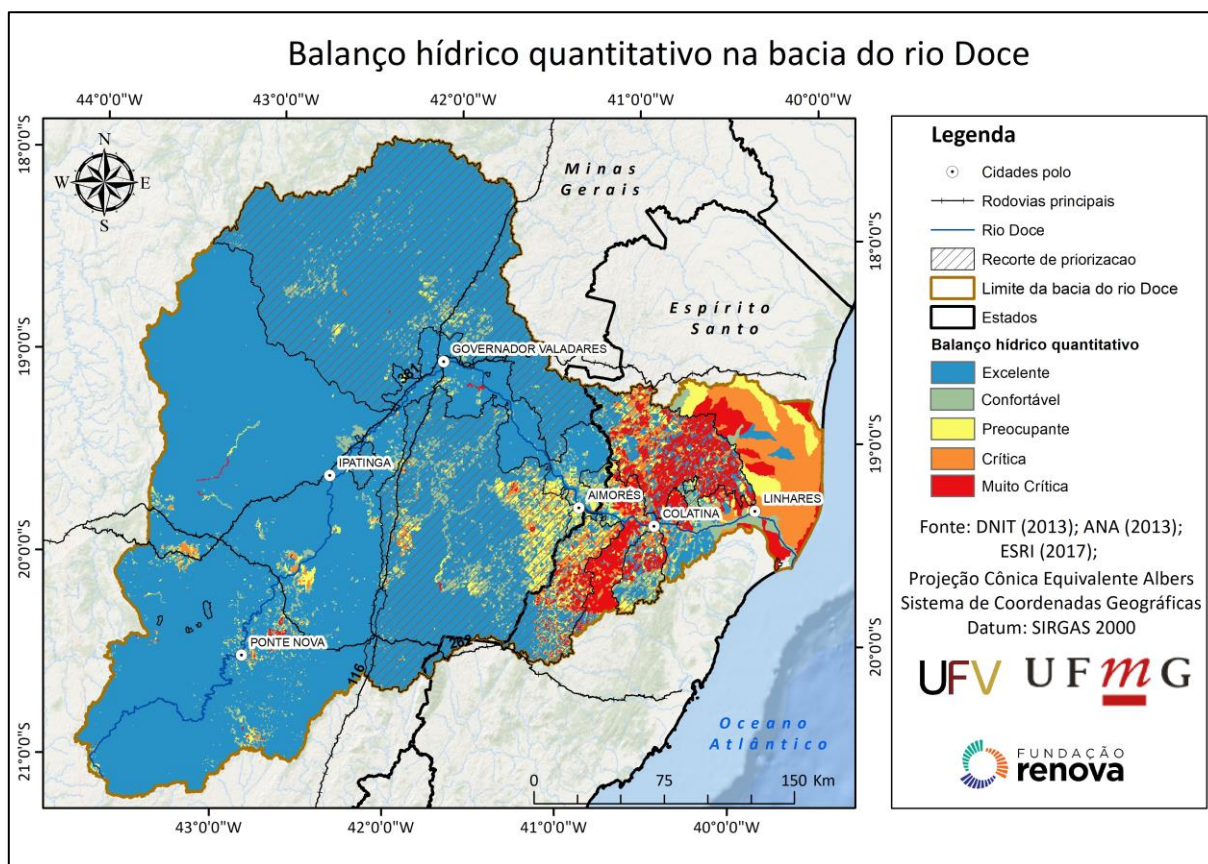 Balanço hídrico quantitativo na bacia do rio Doce
44°0'0"W
43°0'0"W
42°0'0"W
41°0'0"W
40°0'0"W
18°0'0"S
19°0'0"S
20°0'0"S
21°0'0"S
N
W
E
S
Minas
Gerais
Espírito
Santo
GOVERNADOR VALADARES
381
IPATINGA
AIMORÉS
COLATINA
LINHARES
PONTE NOVA
116
262
Oceano
Atlântico
0 75 150 Km
18°0'0"S
19°0'0"S
20°0'0"S
43°0'0"W
42°0'0"W
41°0'0"W
40°0'0"W
Legenda
Cidades polo
Rodovias principais
Rio Doce
Recorte de priorizacao
Limite da bacia do rio Doce
Estados
Balanço hídrico quantitativo
Excelente
Confortável
Preocupante
Crítica
Muito Crítica
Fonte: DNIT (2013); ANA (2013);
ESRI (2017);
Projeção Cônica Equivalente Albers
Sistema de Coordenadas Geográficas
Datum: SIRGAS 2000
UFV UFmG
FUNDAÇÃO
renova